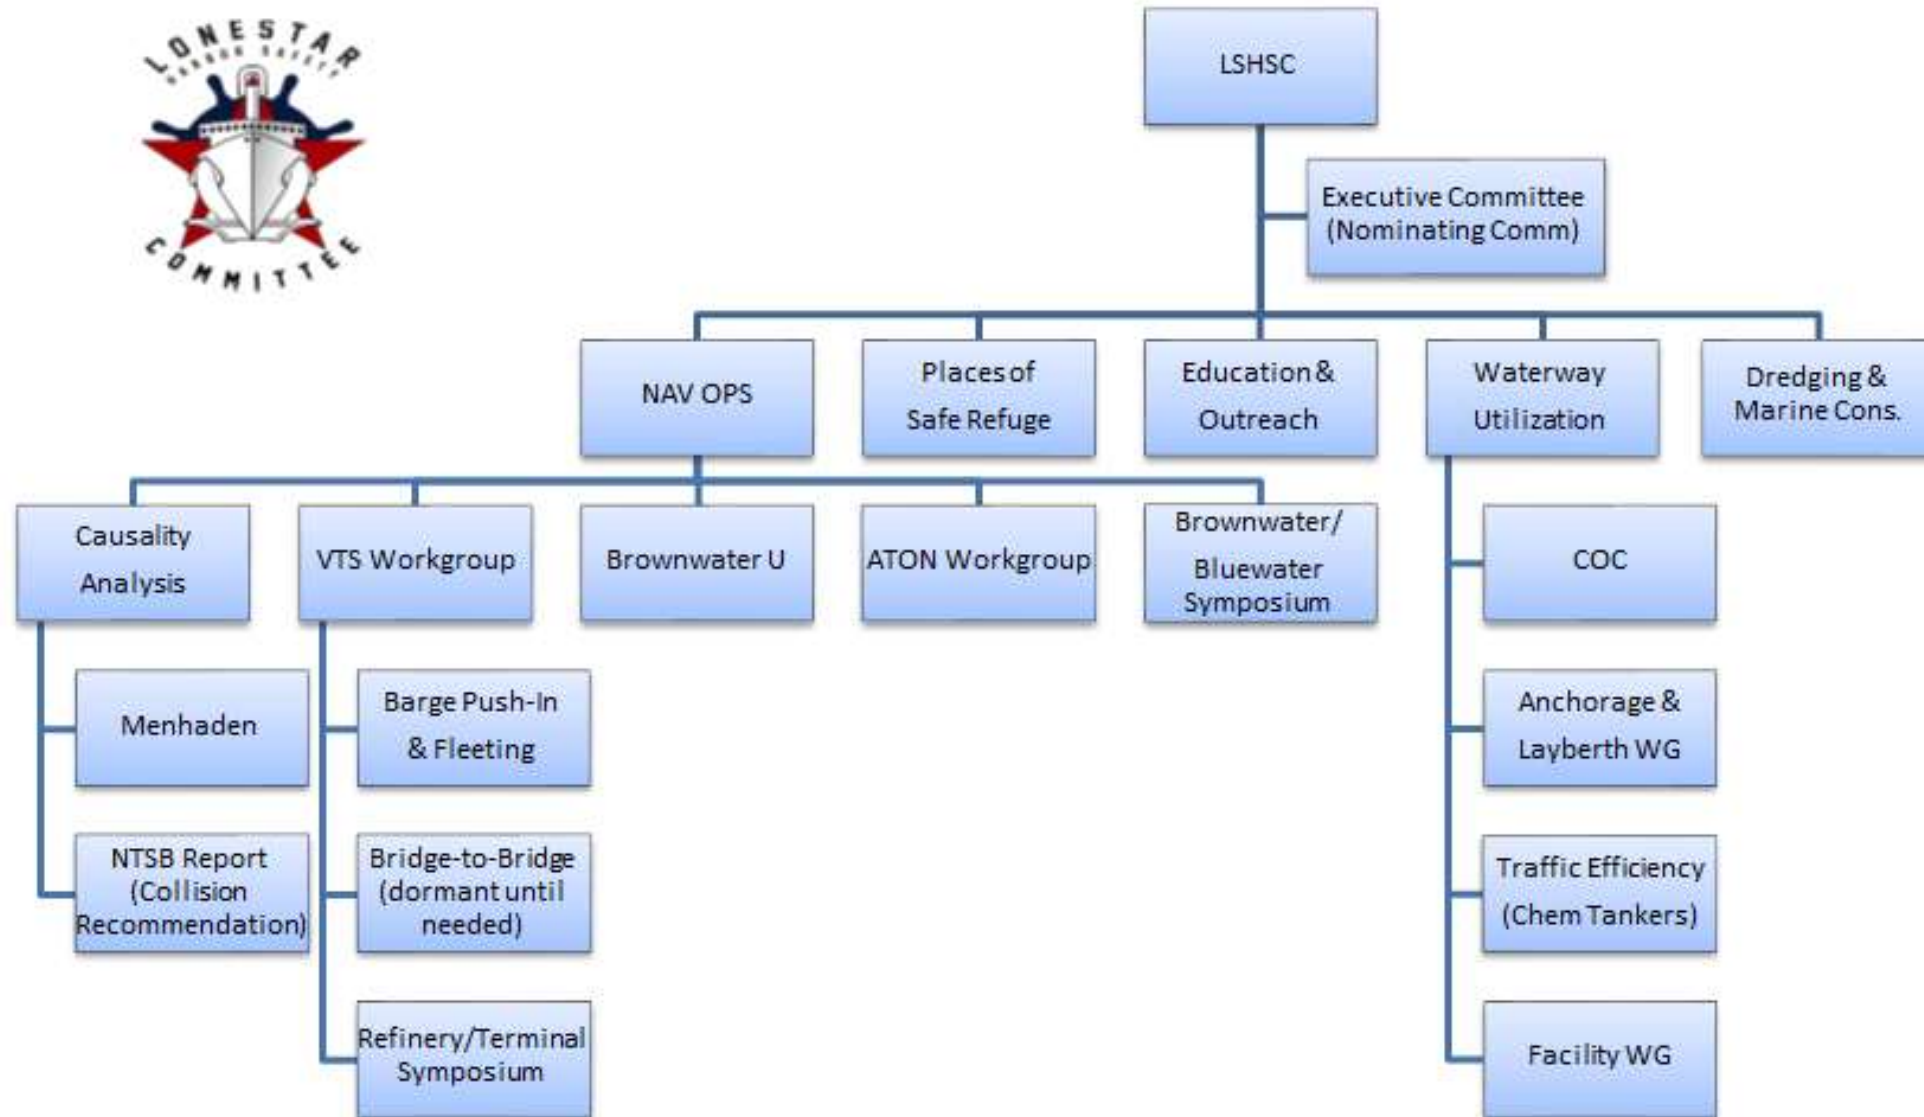 LONESTAR
HARBOR SAFETY
COMMITTEE
LSHSC
Executive Committee
(Nominating Comm)
NAV OPS
Places of
Safe Refuge
Education &
Outreach
Waterway
Utilization
Dredging &
Marine Cons.
Causality
Analysis
VTS Workgroup
Brownwater U
ATON Workgroup
Brownwater/
Bluewater
Symposium
COC
Menhaden
Barge Push-In
& Fleeting
Anchorage &
Layberth WG
NTSB Report
(Collision
Recommendation)
Bridge-to-Bridge
(dormant until
needed)
Traffic Efficiency
(Chem Tankers)
Refinery/Terminal
Symposium
Facility WG